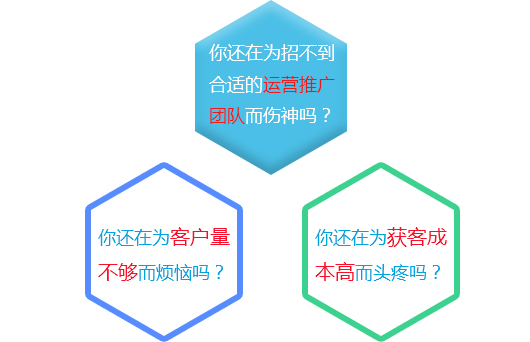 你还在为招不到
合适的运营推广
团队而伤神吗？
你还在为客户量
不够而烦恼吗？
你还在为获客成
本高而头疼吗？